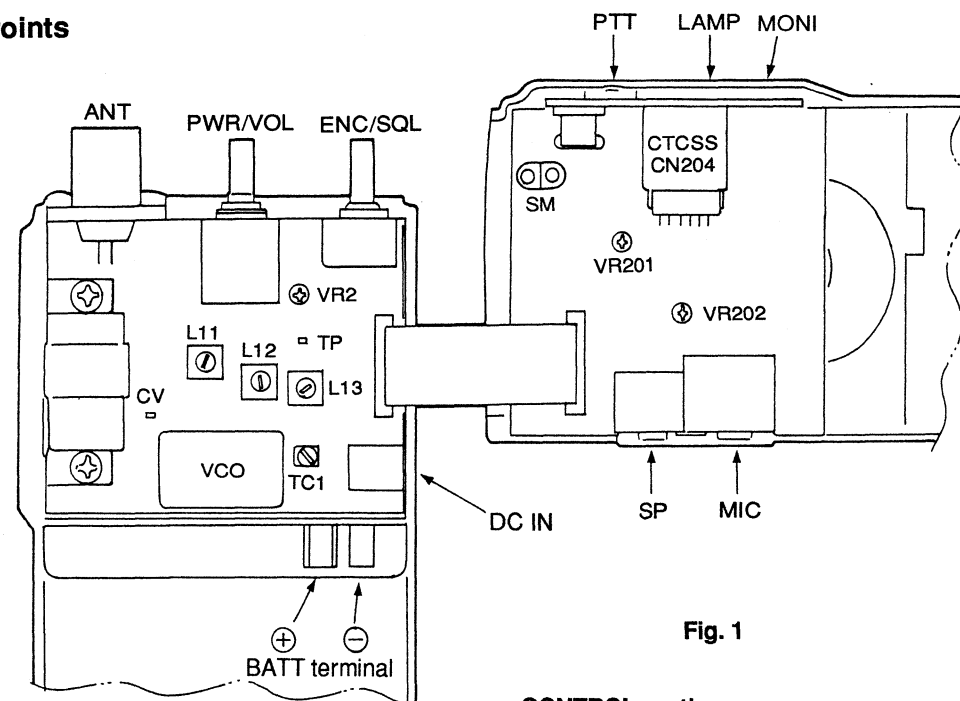 PTT LAMP MONI
ANT
PWR/VOL ENC/SQL
CTCSS
CN204
SM
VR201
VR2
VR202
L11
TP
L12
L13
CV
VCO
TC1
DC IN
SP MIC
+ −
BATT terminal
Fig. 1